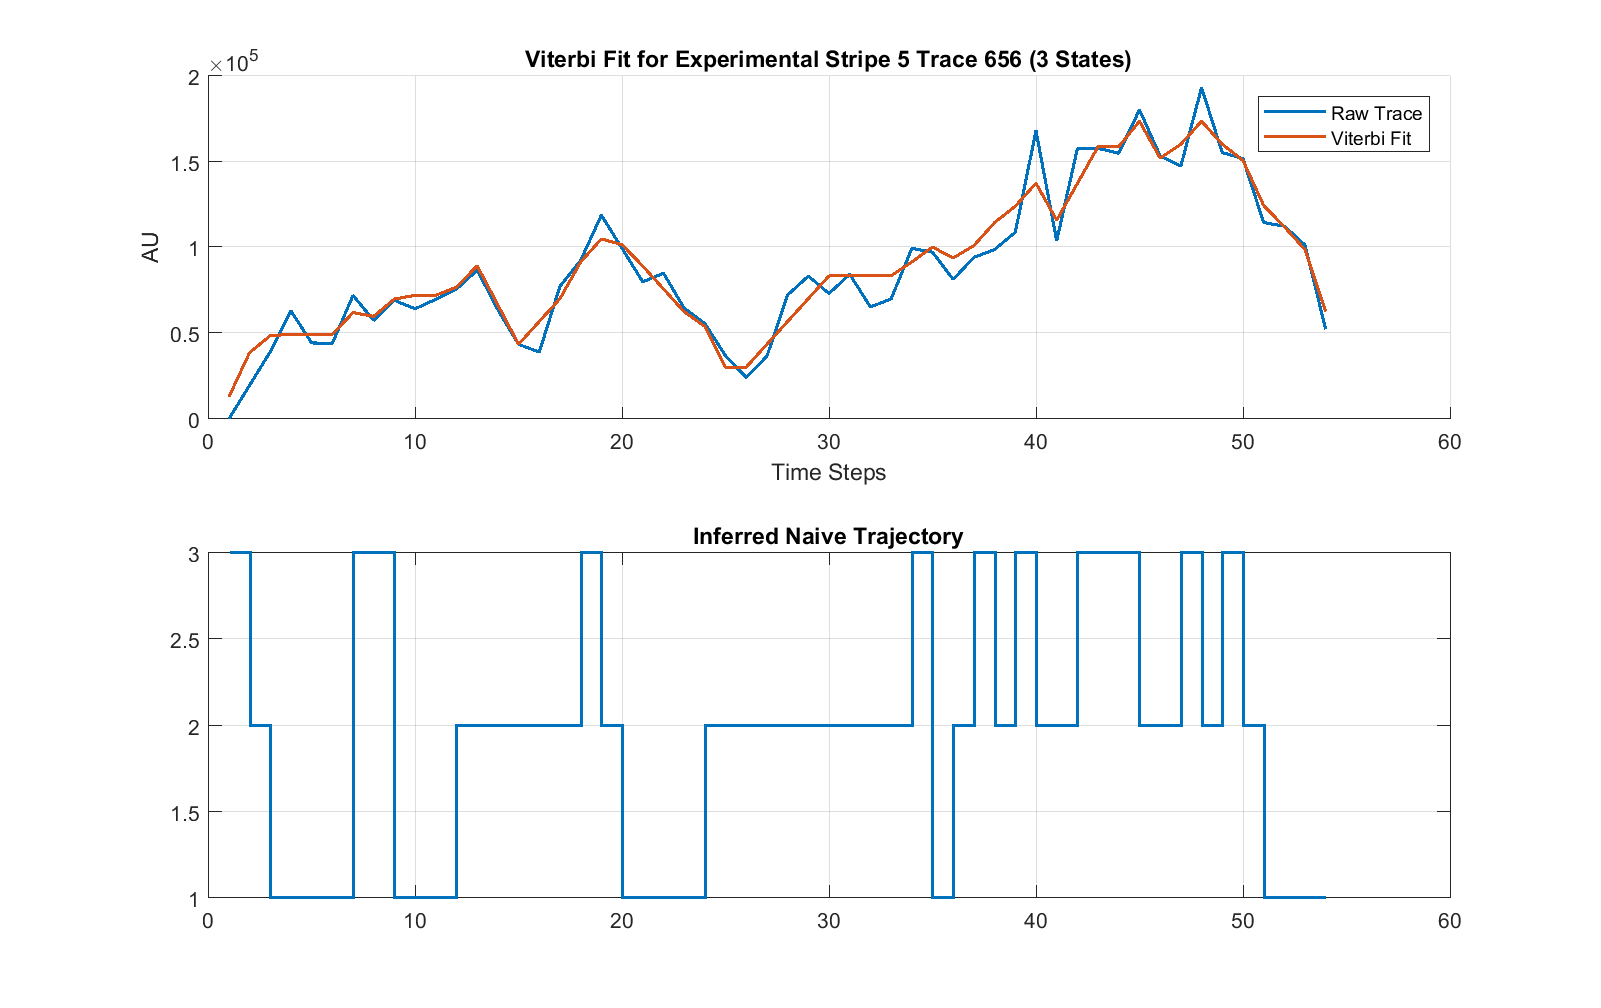 Viterbi Fit for Experimental Stripe 5 Trace 656 (3 States)
×10⁵
2
1.5
1
0.5
0
AU
Raw Trace
Viterbi Fit
0 10 20 30 40 50 60
Time Steps
Inferred Naive Trajectory
3
2.5
2
1.5
1
0 10 20 30 40 50 60